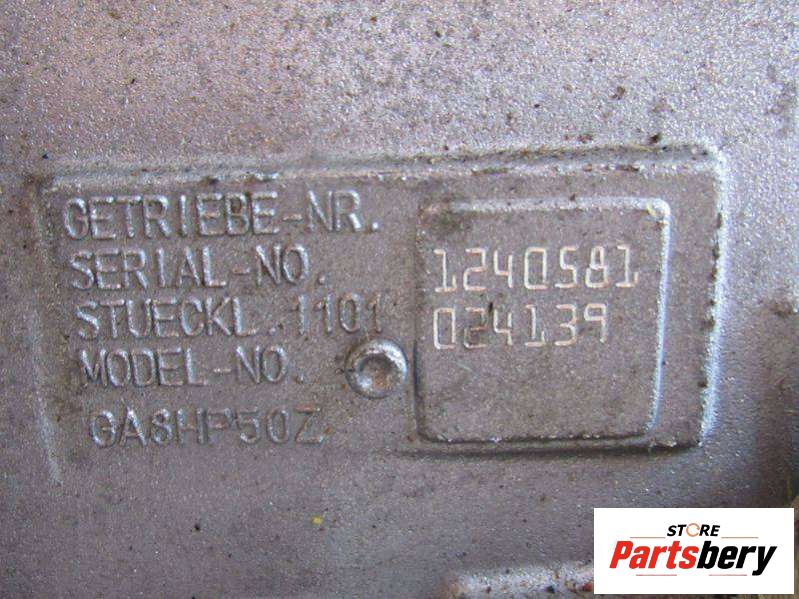 GETRIEBE-NR.
SERIAL-NO.
STUECKL.1101
MODEL-NO.
GA8HP50Z
1240581
024139
STORE
Partsbery